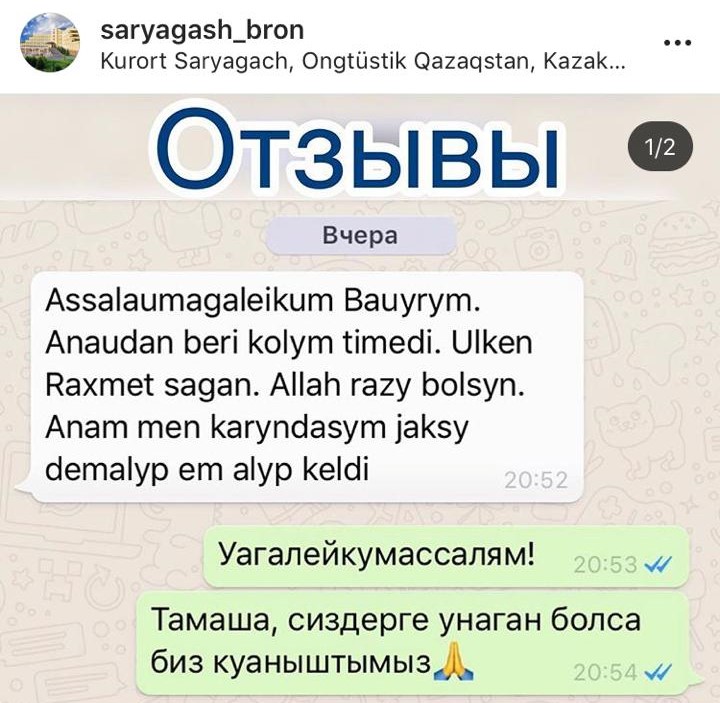 saryagash_bron
Kurort Saryagach, Ongtüstik Qazaqstan, Kazak...
Отзывы
1/2
Вчера
Assalaumagaleikum Bauyrym.
Anaudan beri kolym timedi. Ulken
Raxmet sagan. Allah razy bolsyn.
Anam men karyndasym jaksy
demalyp em alyp keldi
20:52
Уагалейкумассалям!
20:53
Тамаша, сиздерге унаган болса
биз куаныштымыз🙏
20:54